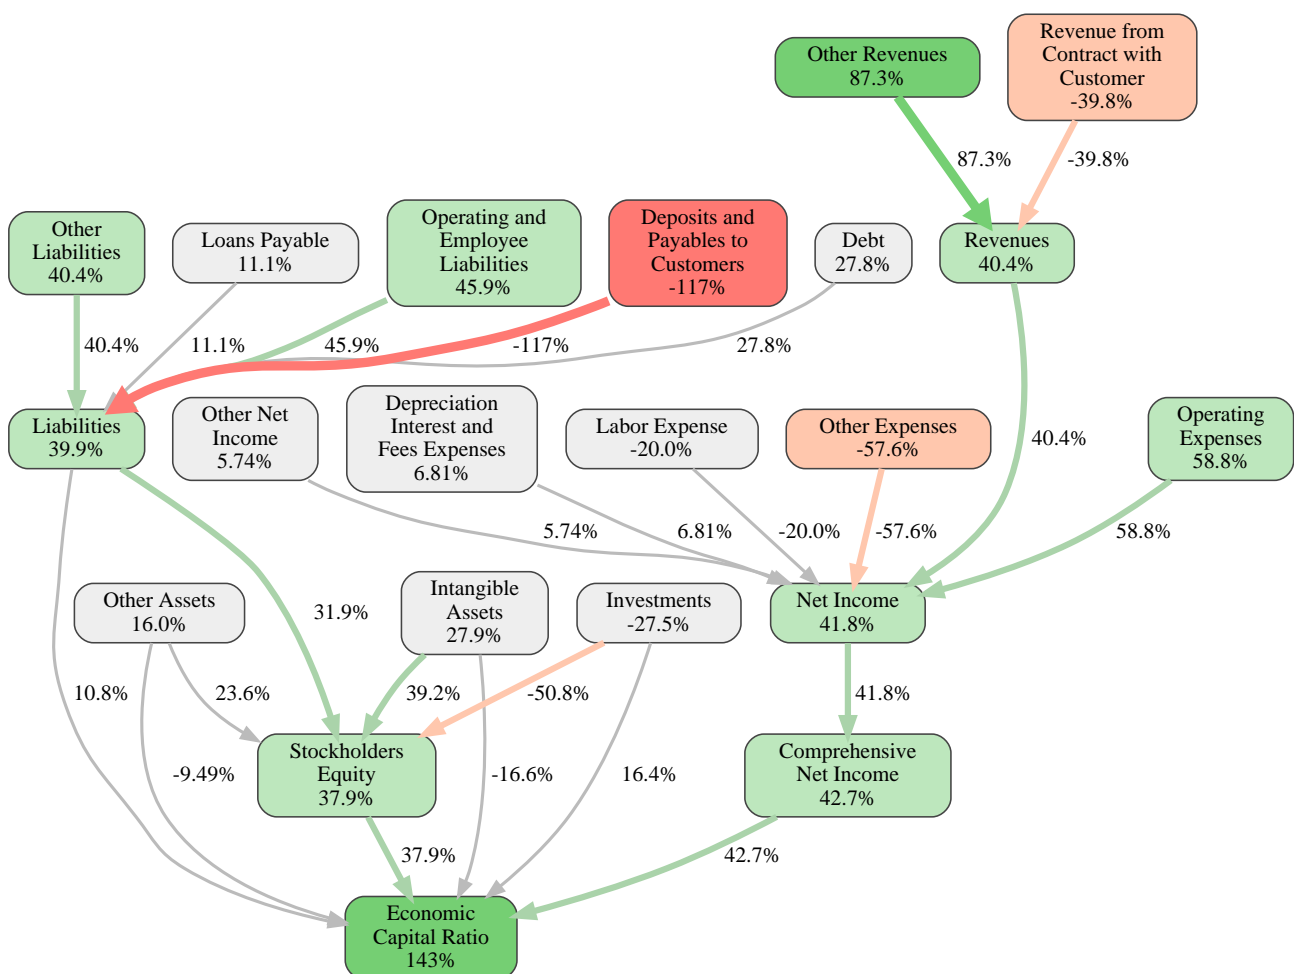 Other Revenues
87.3%
Revenue from
Contract with
Customer
-39.8%
87.3%
-39.8%
Other
Liabilities
40.4%
Loans Payable
11.1%
Operating and
Employee
Liabilities
45.9%
Deposits and
Payables to
Customers
-117%
Debt
27.8%
Revenues
40.4%
40.4%
11.1%
45.9%
-117%
27.8%
Liabilities
39.9%
Other Net
Income
5.74%
Depreciation
Interest and
Fees Expenses
6.81%
Labor Expense
-20.0%
Other Expenses
-57.6%
40.4%
Operating
Expenses
58.8%
5.74%
6.81%
-20.0%
-57.6%
58.8%
Other Assets
16.0%
31.9%
Intangible
Assets
27.9%
Investments
-27.5%
Net Income
41.8%
10.8%
23.6%
39.2%
-50.8%
41.8%
-9.49%
Stockholders
Equity
37.9%
-16.6%
16.4%
Comprehensive
Net Income
42.7%
37.9%
42.7%
Economic
Capital Ratio
143%